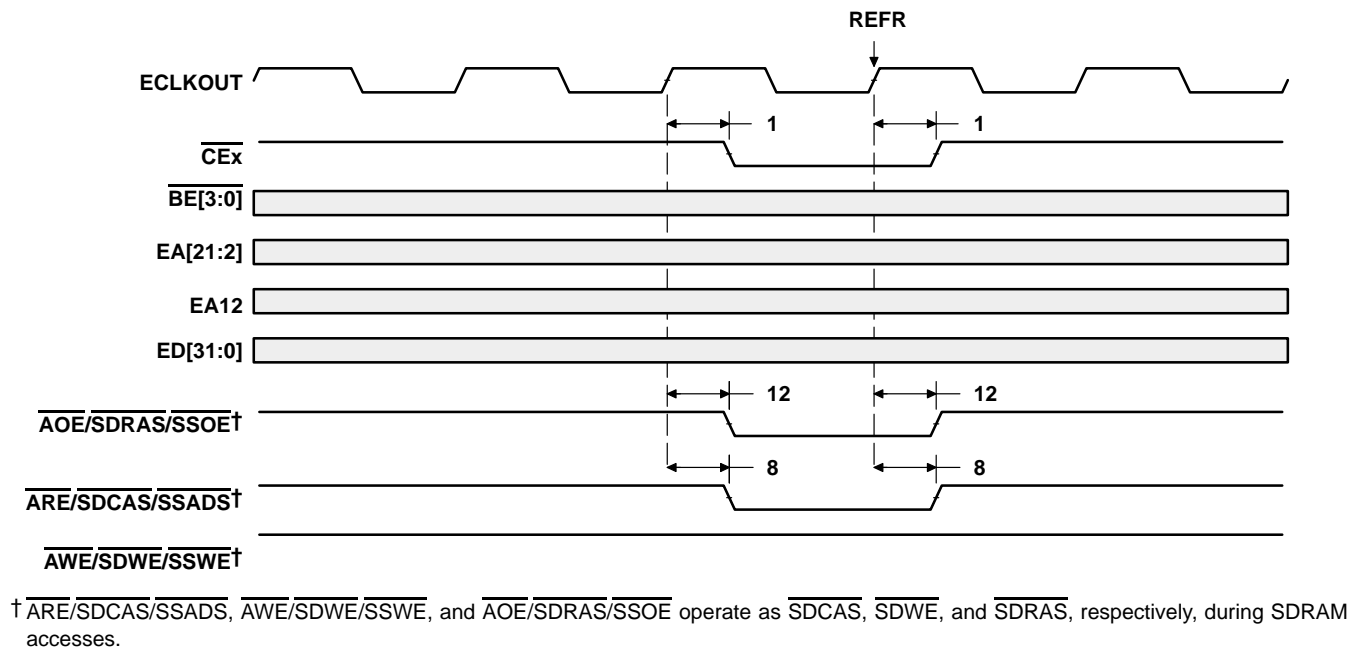 REFR
ECLKOUT
1 1
CEx
BE[3:0]
EA[21:2]
EA12
ED[31:0]
12 12
AOE/SDRAS/SSOE†
8 8
ARE/SDCAS/SSADS†
AWE/SDWE/SSWE†
† ARE/SDCAS/SSADS, AWE/SDWE/SSWE, and AOE/SDRAS/SSOE operate as SDCAS, SDWE, and SDRAS, respectively, during SDRAM
accesses.